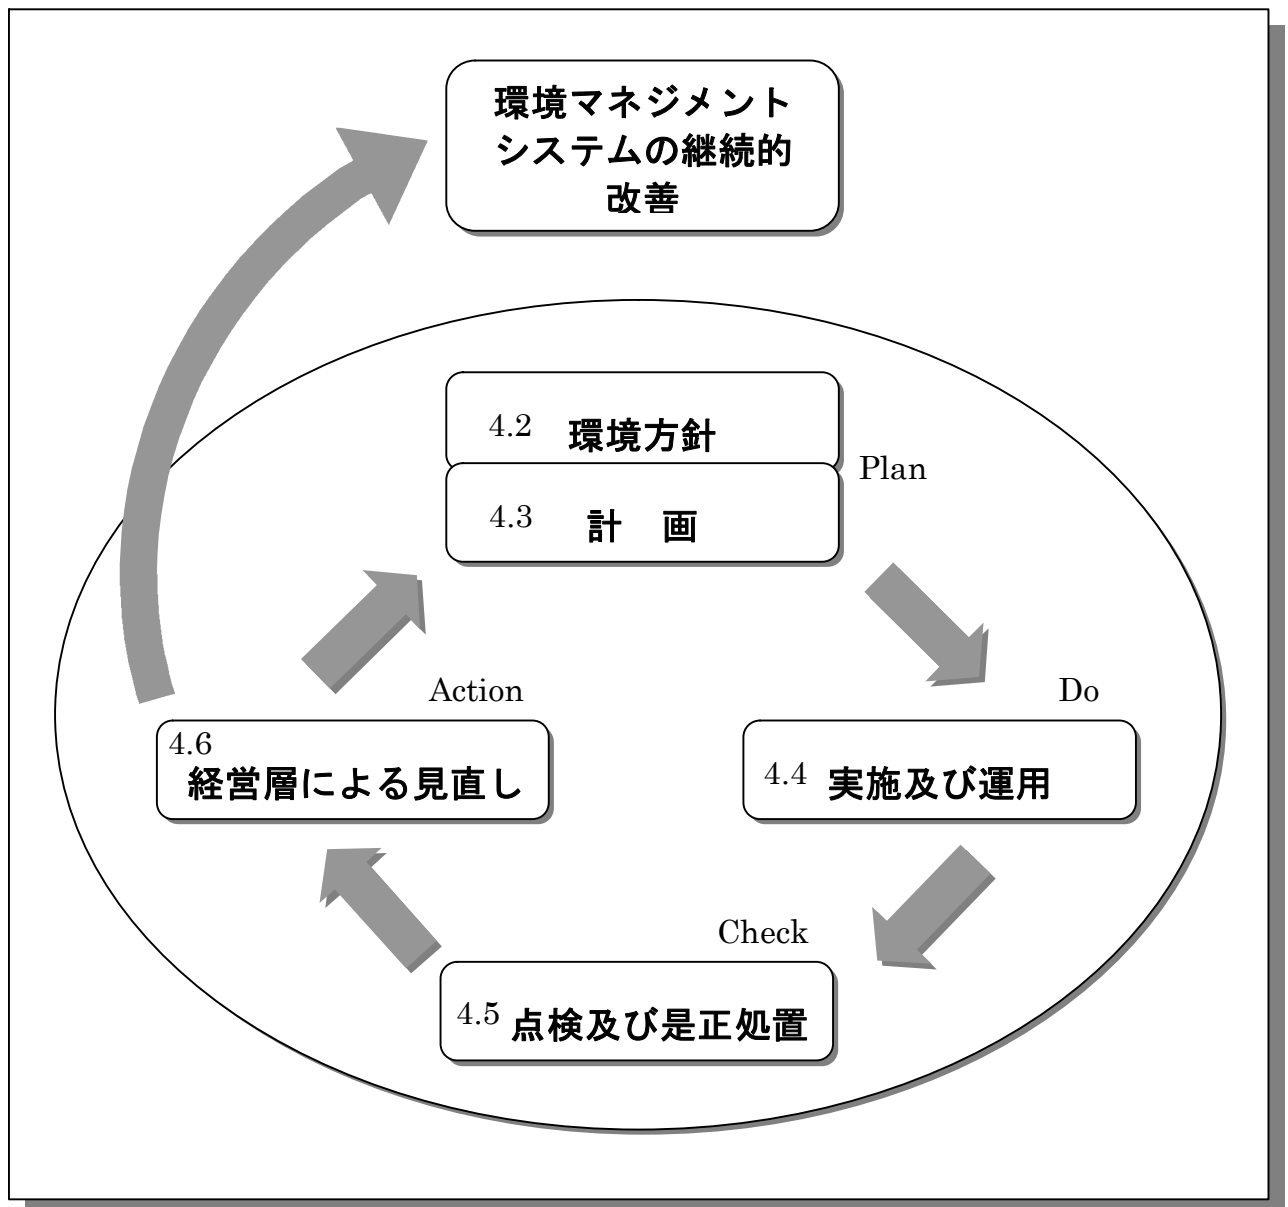 環境マネジメント
システムの継続的
改善
4.2 環境方針
Plan
4.3 計　画
Action
Do
4.6
経営層による見直し
4.4 実施及び運用
Check
4.5 点検及び是正処置